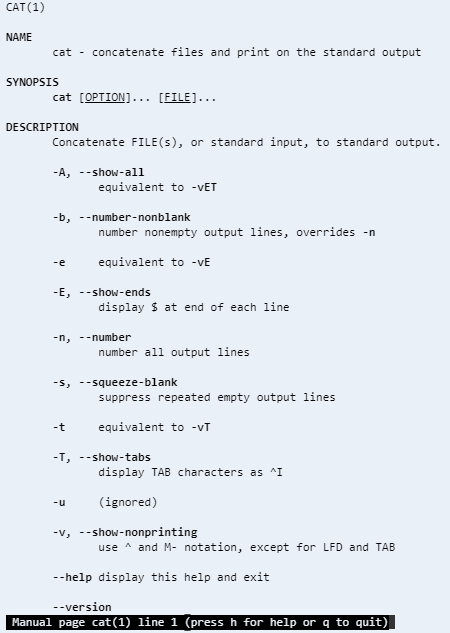 CAT(1)
NAME
cat - concatenate files and print on the standard output
SYNOPSIS
cat [OPTION]... [FILE]...
DESCRIPTION
Concatenate FILE(s), or standard input, to standard output.
-A, --show-all
equivalent to -vET
-b, --number-nonblank
number nonempty output lines, overrides -n
-e equivalent to -vE
-E, --show-ends
display $ at end of each line
-n, --number
number all output lines
-s, --squeeze-blank
suppress repeated empty output lines
-t equivalent to -vT
-T, --show-tabs
display TAB characters as ^I
-u (ignored)
-v, --show-nonprinting
use ^ and M- notation, except for LFD and TAB
--help display this help and exit
--version
Manual page cat(1) line 1 (press h for help or q to quit)